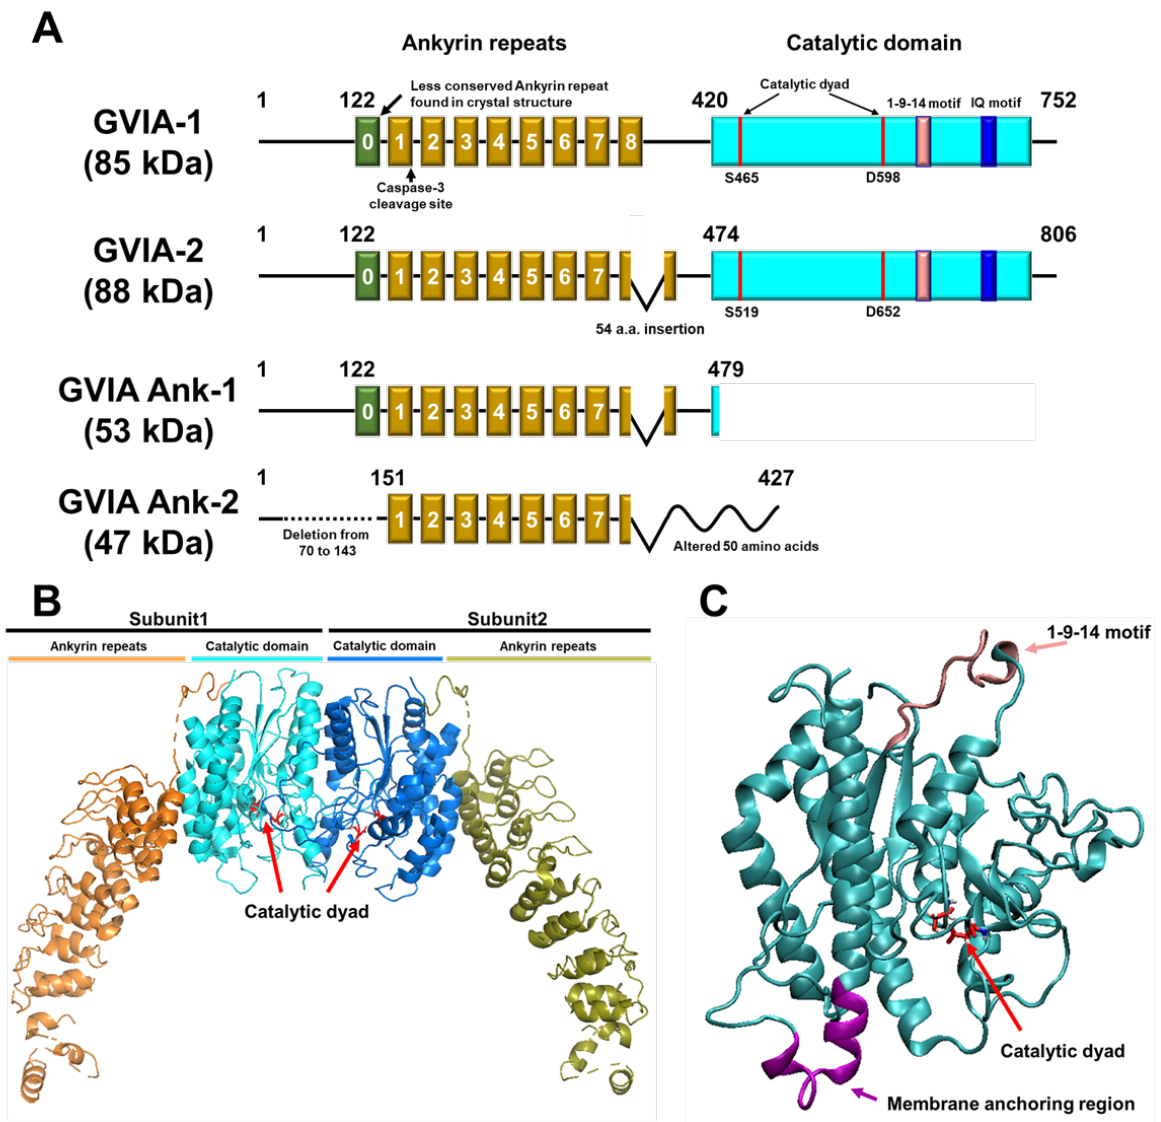 A
Ankyrin repeats
Catalytic domain
GVIA-1
(85 kDa)
1
122
Less conserved Ankyrin repeat
found in crystal structure
420
Catalytic dyad
1-9-14 motif
IQ motif
752
0 1 2 3 4 5 6 7 8
Caspase-3
cleavage site
S465
D598
GVIA-2
(88 kDa)
1
122
474
806
0 1 2 3 4 5 6 7
54 a.a. insertion
S519
D652
GVIA Ank-1
(53 kDa)
1
122
479
0 1 2 3 4 5 6 7
GVIA Ank-2
(47 kDa)
1
151
427
1 2 3 4 5 6 7
Deletion from
70 to 143
Altered 50 amino acids
B
Subunit1
Subunit2
Ankyrin repeats
Catalytic domain
Catalytic domain
Ankyrin repeats
Catalytic dyad
C
1-9-14 motif
Catalytic dyad
Membrane anchoring region